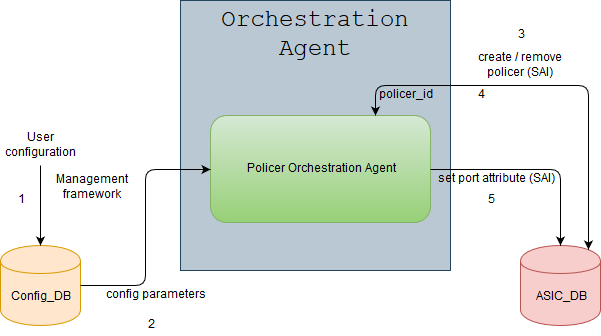 Orchestration
Agent
3
create / remove
policer (SAI)
policer_id
4
User
configuration
Management
framework
1
Policer Orchestration Agent
set port attribute (SAI)
5
Config_DB
config parameters
2
ASIC_DB